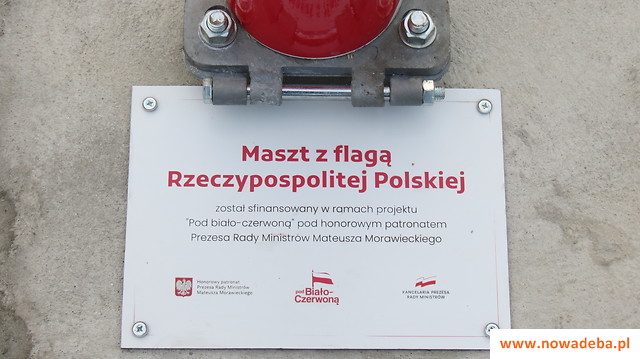 Maszt z flagą
Rzeczypospolitej Polskiej
został sfinansowany w ramach projektu
"Pod biało-czerwoną" pod honorowym patronatem
Prezesa Rady Ministrów Mateusza Morawieckiego
Honorowy patronat
Prezesa Rady Ministrów
Mateusza Morawieckiego
pod Biało-
Czerwoną
KANCELARIA PREZESA
RADY MINISTRÓW
www.nowadeba.pl